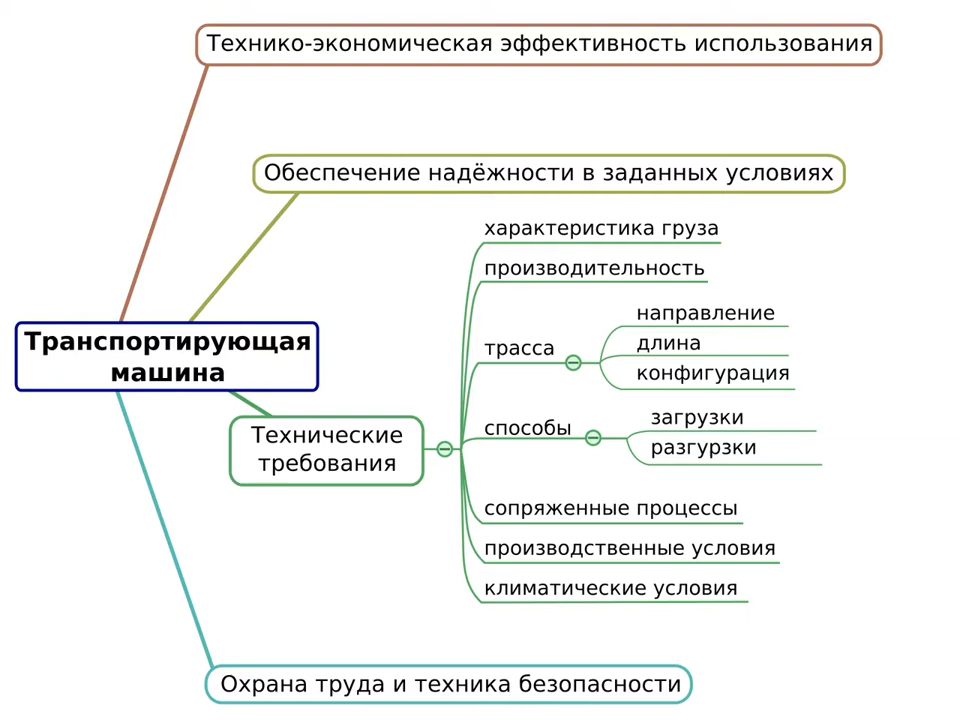 Технико-экономическая эффективность использования
Обеспечение надёжности в заданных условиях
Транспортирующая
машина
Технические
требования
характеристика груза
производительность
трасса
направление
длина
конфигурация
способы
загрузки
разгурзки
сопряженные процессы
производственные условия
климатические условия
Охрана труда и техника безопасности